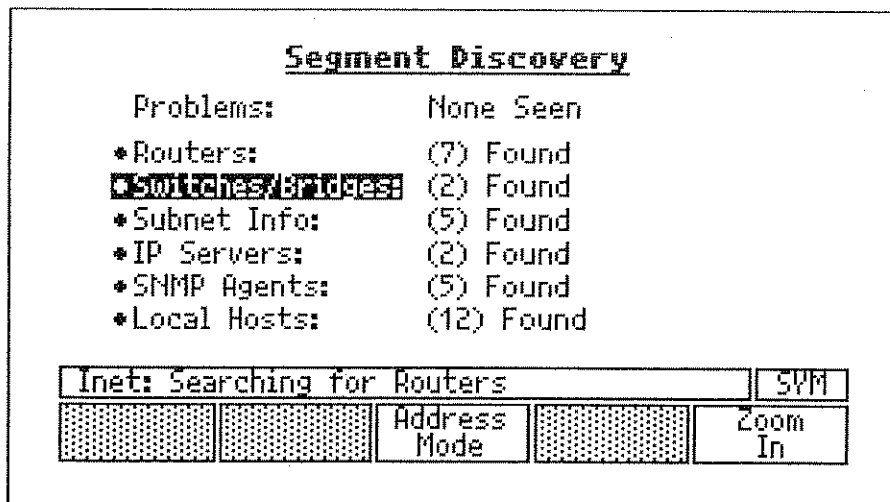 Segment Discovery
Problems: None Seen
•Routers: (7) Found
•Switches/Bridges: (2) Found
•Subnet Info: (5) Found
•IP Servers: (2) Found
•SNMP Agents: (5) Found
•Local Hosts: (12) Found
Inet: Searching for Routers SYM
Address Mode Zoom In